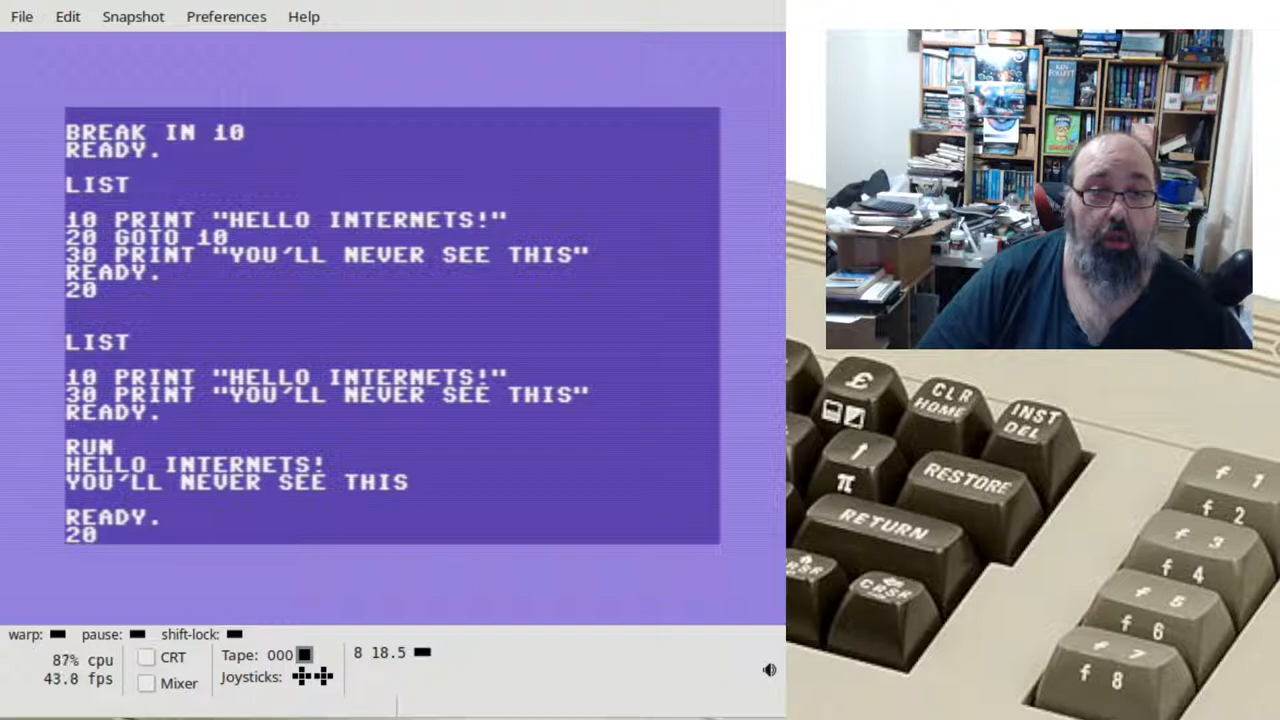 File Edit Snapshot Preferences Help
BREAK IN 10
READY.
LIST
10 PRINT "HELLO INTERNETS!"
20 GOTO 10
30 PRINT "YOU'LL NEVER SEE THIS"
READY.
20
LIST
10 PRINT "HELLO INTERNETS!"
30 PRINT "YOU'LL NEVER SEE THIS"
READY.
RUN
HELLO INTERNETS!
YOU'LL NEVER SEE THIS
READY.
20
warp: pause: shift-lock:
87% cpu
43.8 fps
CRT
Mixer
Tape: 000
Joysticks:
8 18.5
KEN
FOLLETT
£
CLR
HOME
INST
DEL
↑
π
RESTORE
RETURN
CRSR
CRSR
f 1
f 2
f 3
f 4
f 5
f 6
f 7
f 8